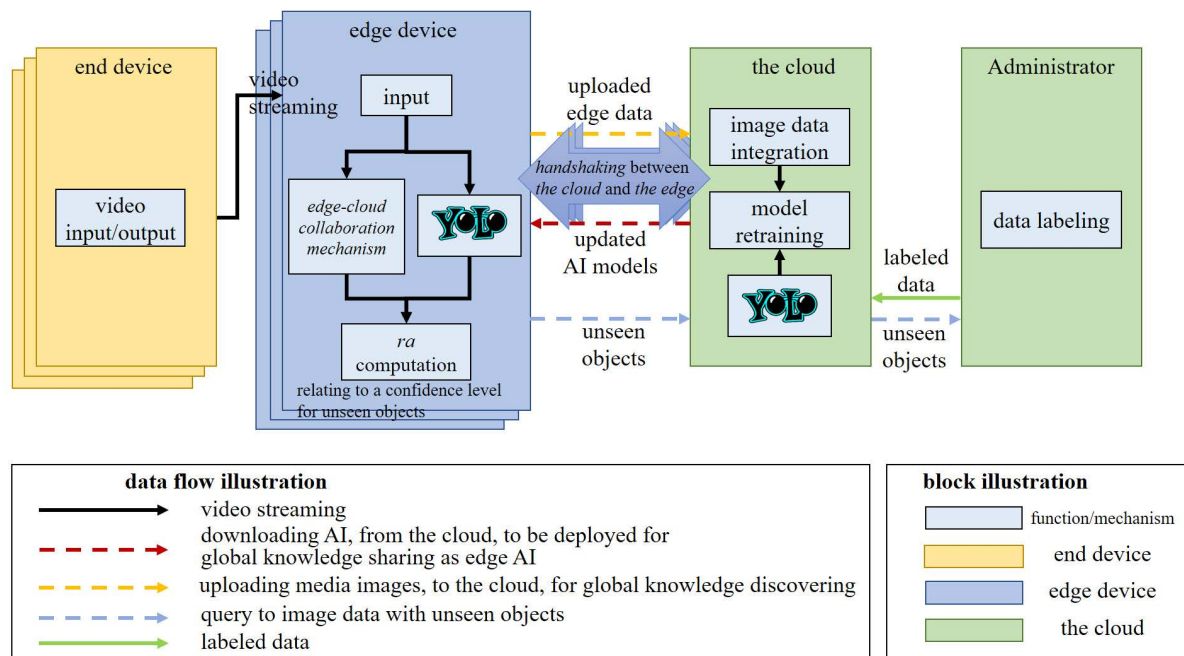 end device
video
input/output
video
streaming
edge device
input
edge-cloud
collaboration
mechanism
YOLO
ra
computation
relating to a confidence level
for unseen objects
uploaded
edge data
handshaking between
the cloud and the edge
updated
AI models
unseen
objects
the cloud
image data
integration
model
retraining
YOLO
labeled
data
unseen
objects
Administrator
data labeling
data flow illustration
video streaming
downloading AI, from the cloud, to be deployed for
global knowledge sharing as edge AI
uploading media images, to the cloud, for global knowledge discovering
query to image data with unseen objects
labeled data
block illustration
function/mechanism
end device
edge device
the cloud